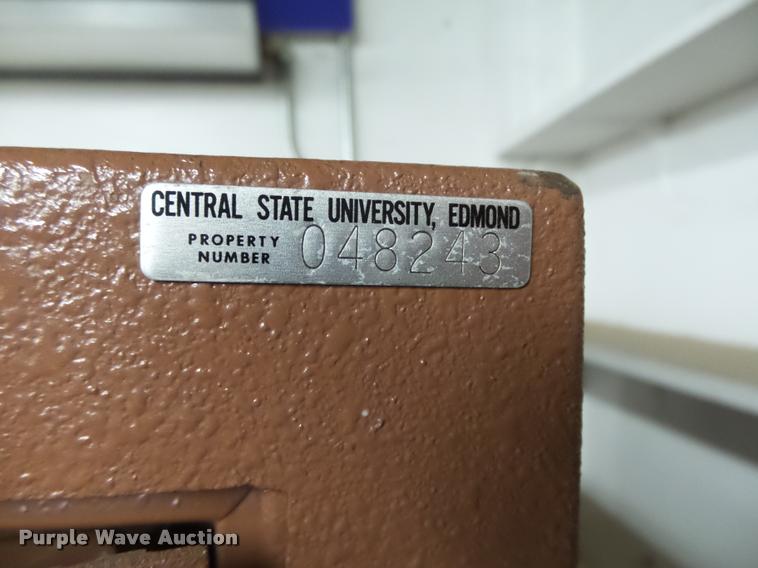 CENTRAL STATE UNIVERSITY, EDMOND
PROPERTY
NUMBER
048243
Purple Wave Auction